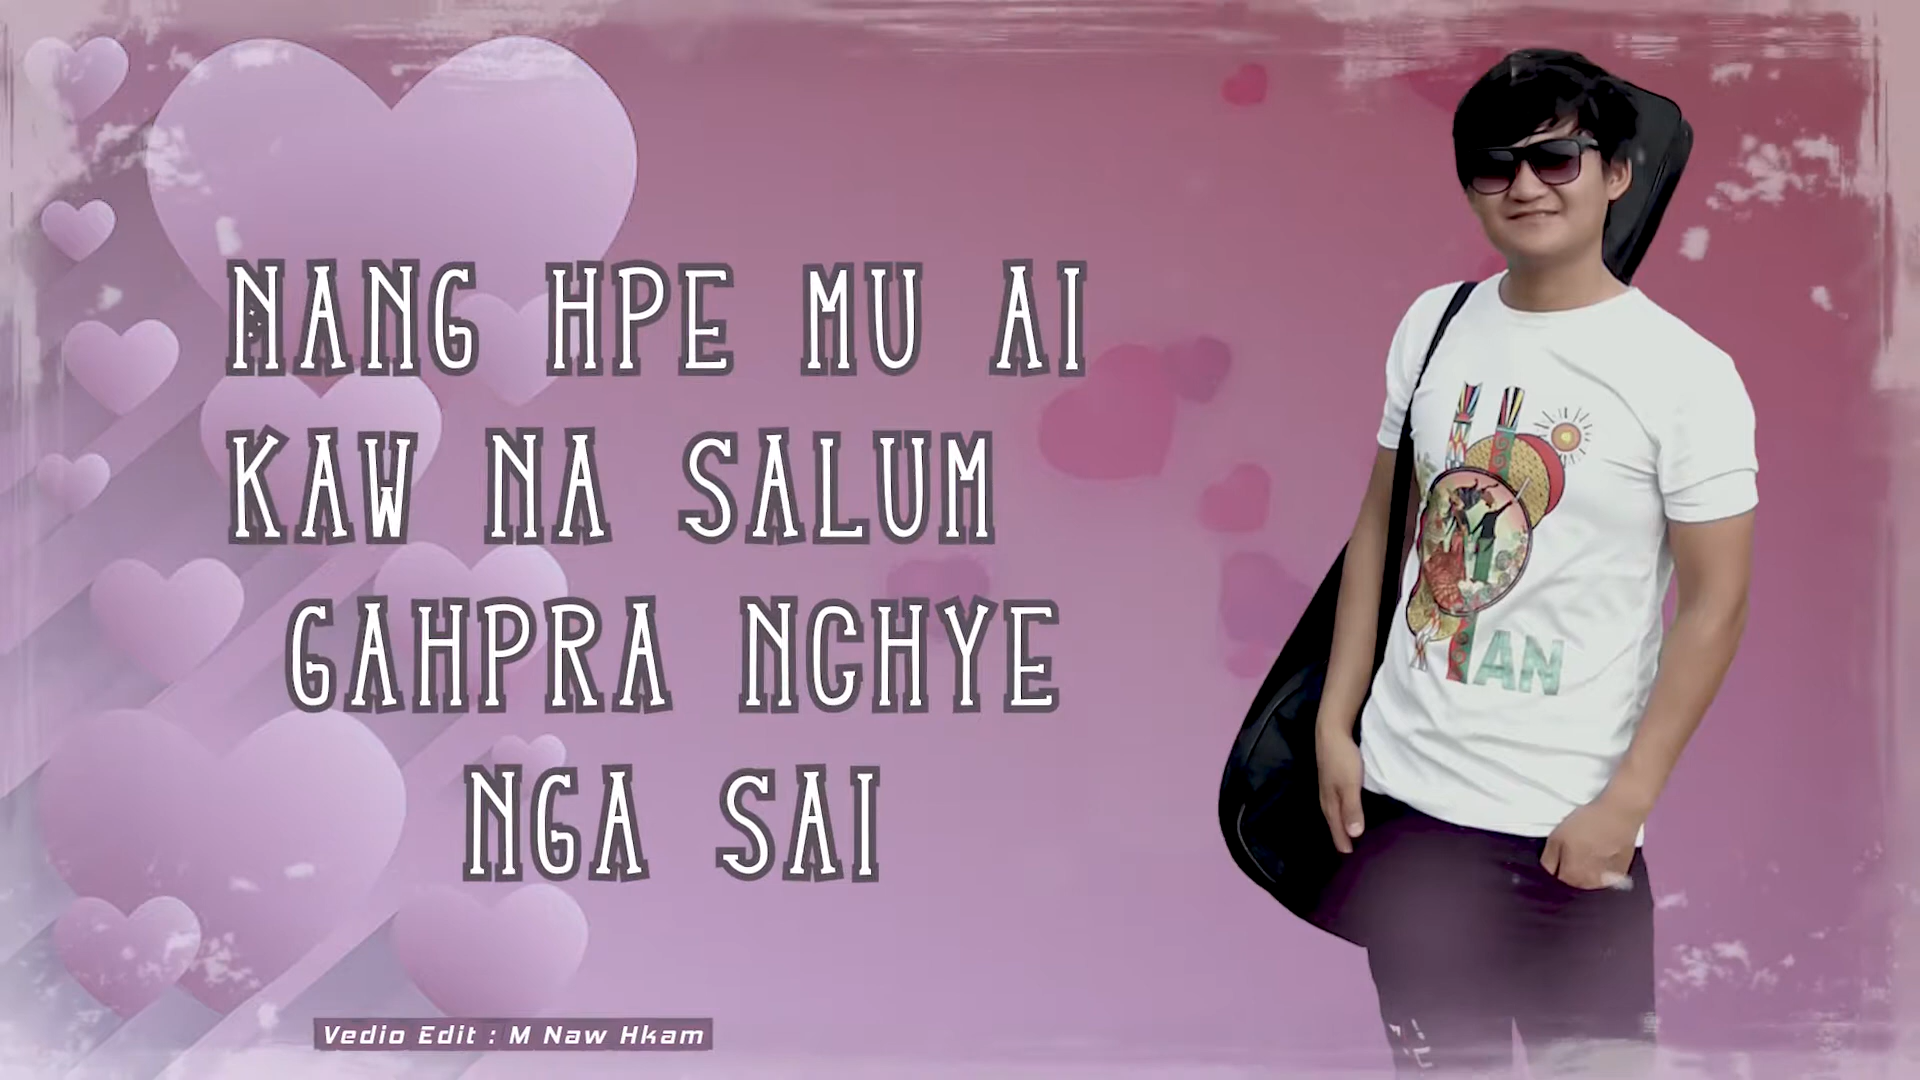 NANG HPE MU AI
KAW NA SALUM
GAHPRA NCHYE
NGA SAI
Vedio Edit : M Naw Hkam